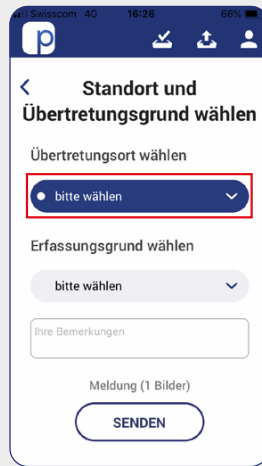 Swisscom 4G 16:26 66%
p
Standort und
Übertretungsgrund wählen
Übertretungsort wählen
bitte wählen
Erfassungsgrund wählen
bitte wählen
Ihre Bemerkungen
Meldung (1 Bilder)
SENDEN